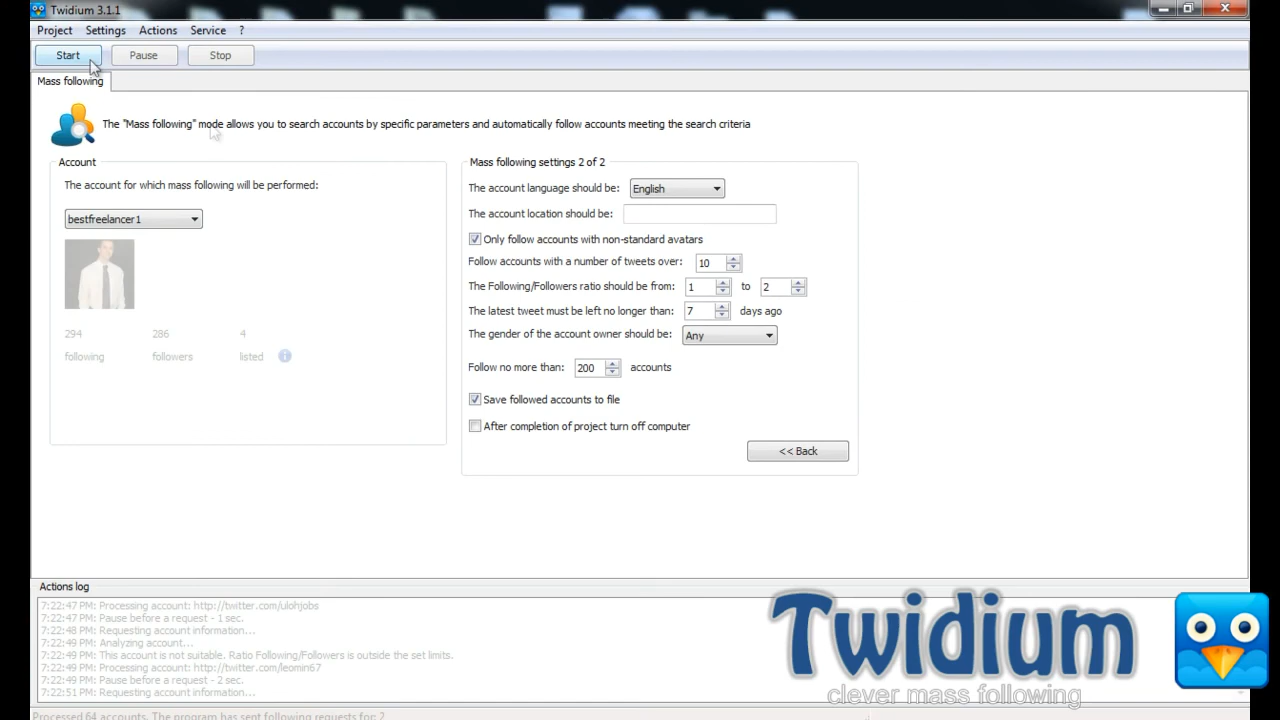 Twidium 3.1.1
Project Settings Actions Service ?
Start Pause Stop
Mass following
The "Mass following" mode allows you to search accounts by specific parameters and automatically follow accounts meeting the search criteria
Account
The account for which mass following will be performed:
bestfreelancer1
294 286 4
following followers listed
Mass following settings 2 of 2
The account language should be: English
The account location should be:
Only follow accounts with non-standard avatars
Follow accounts with a number of tweets over: 10
The Following/Followers ratio should be from: 1 to 2
The latest tweet must be left no longer than: 7 days ago
The gender of the account owner should be: Any
Follow no more than: 200 accounts
Save followed accounts to file
After completion of project turn off computer
<< Back
Actions log
7:22:47 PM: Processing account: http://twitter.com/ulohjobs
7:22:47 PM: Pause before a request - 1 sec.
7:22:48 PM: Requesting account information...
7:22:49 PM: Analyzing account...
7:22:49 PM: This account is not suitable. Ratio Following/Followers is outside the set limits.
7:22:49 PM: Processing account: http://twitter.com/leomin67
7:22:49 PM: Pause before a request - 2 sec.
7:22:51 PM: Requesting account information...
Twidium
clever mass following
Processed 64 accounts. The program has sent following requests for: 2